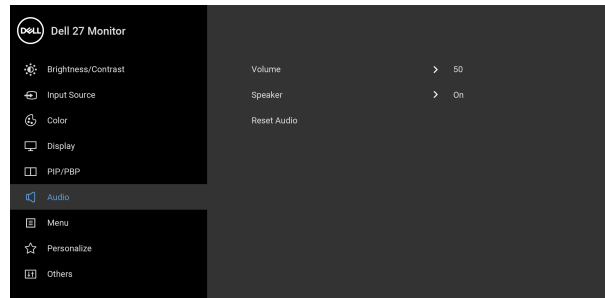 DELL Dell 27 Monitor
Brightness/Contrast
Input Source
Color
Display
PIP/PBP
Audio
Menu
Personalize
Others
Volume 50
Speaker On
Reset Audio